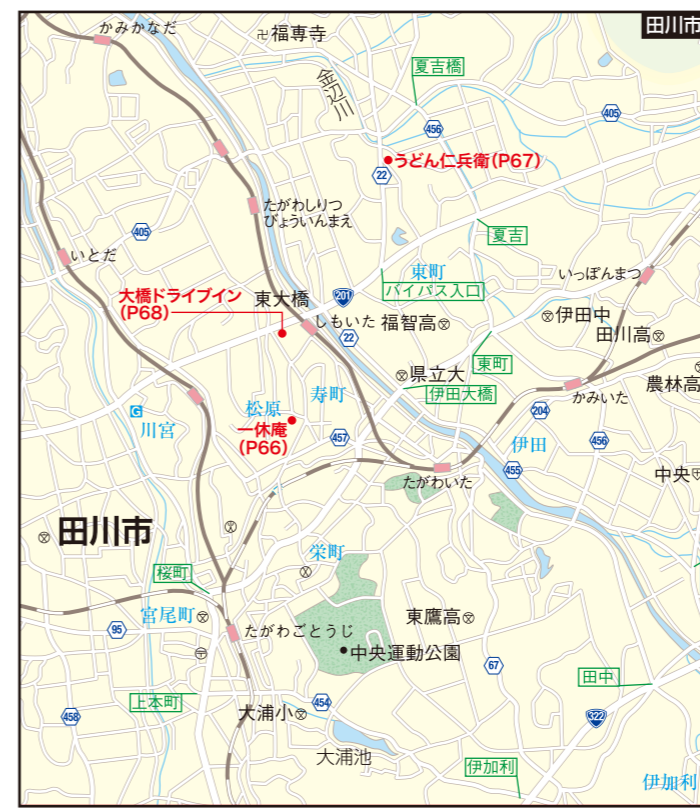 かみかなだ
卍福専寺
田川市
金辺川
夏吉橋
456
405
うどん仁兵衛(P67)
22
たがわしりつ
びょういんまえ
405
いとだ
夏吉
東町
いっぽんまつ
大橋ドライブイン
(P68)
東大橋
201
バイパス入口
しもいた
22
福智高
伊田中
田川高
東町
県立大
伊田大橋
農林高
かみいた
204
寿町
松原
G
川宮
一休庵
(P66)
457
伊田
456
455
中央
たがわいた
田川市
栄町
桜町
宮尾町
東鷹高
95
たがわごとうじ
中央運動公園
67
田中
上本町
454
458
大浦小
322
大浦池
伊加利
伊加利